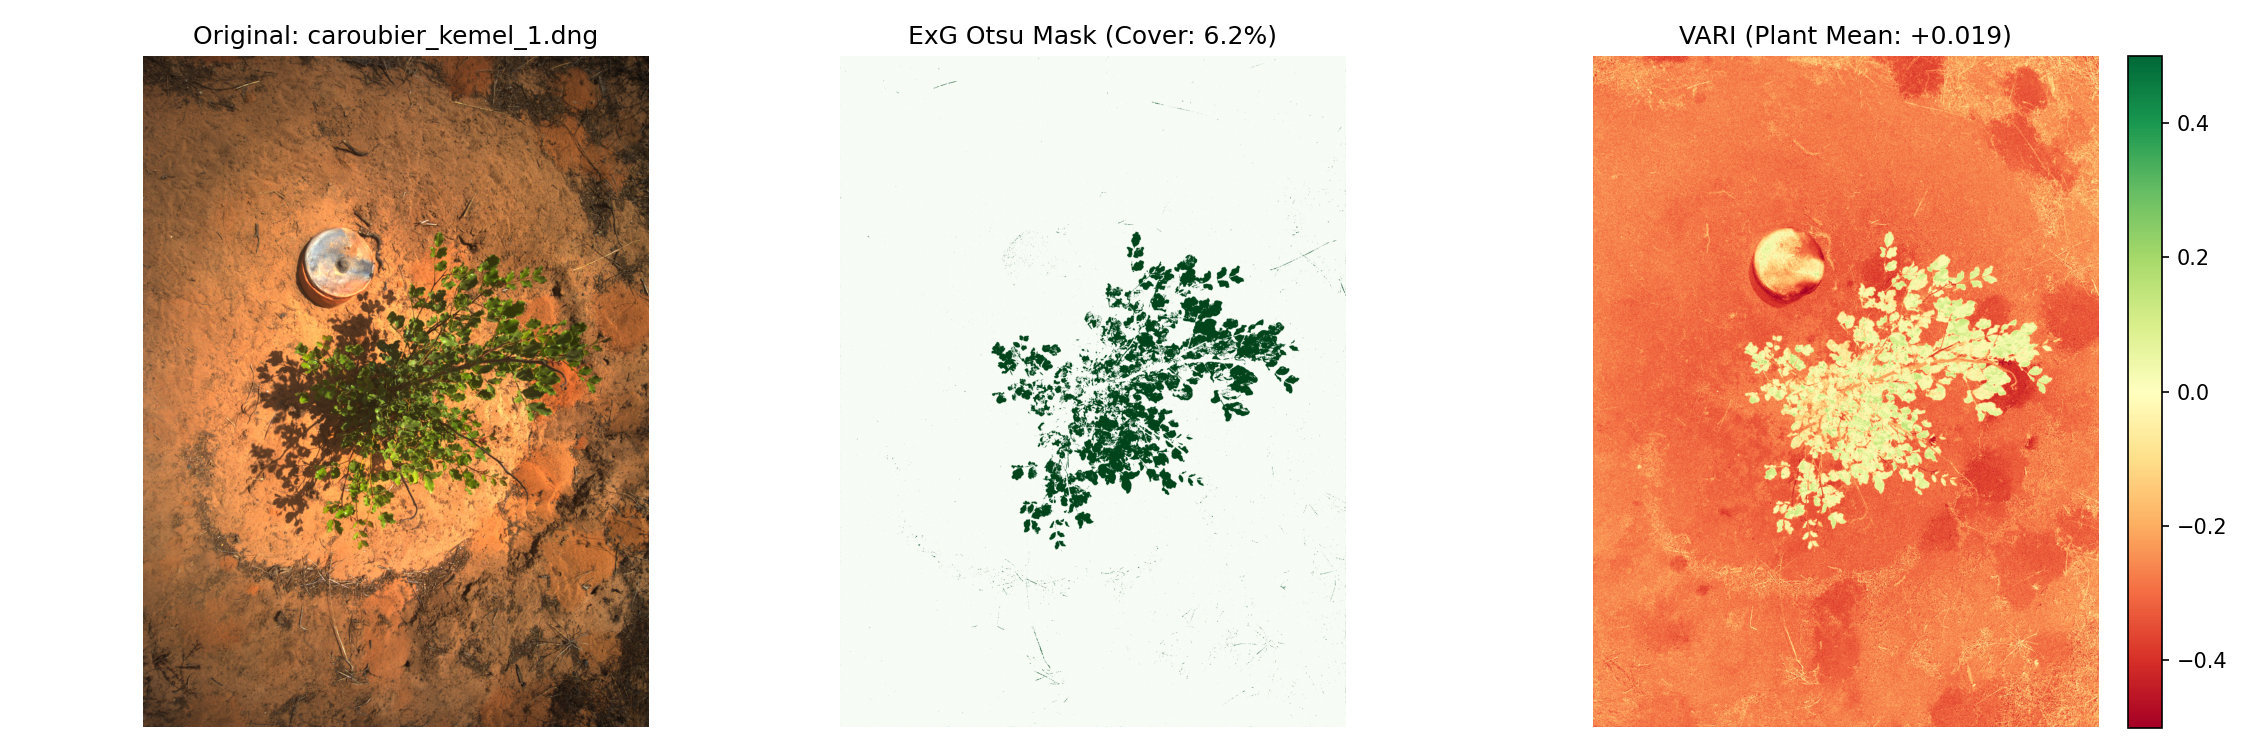 Original: caroubier_kemel_1.dng
ExG Otsu Mask (Cover: 6.2%)
VARI (Plant Mean: +0.019)
0.4
0.2
0.0
−0.2
−0.4